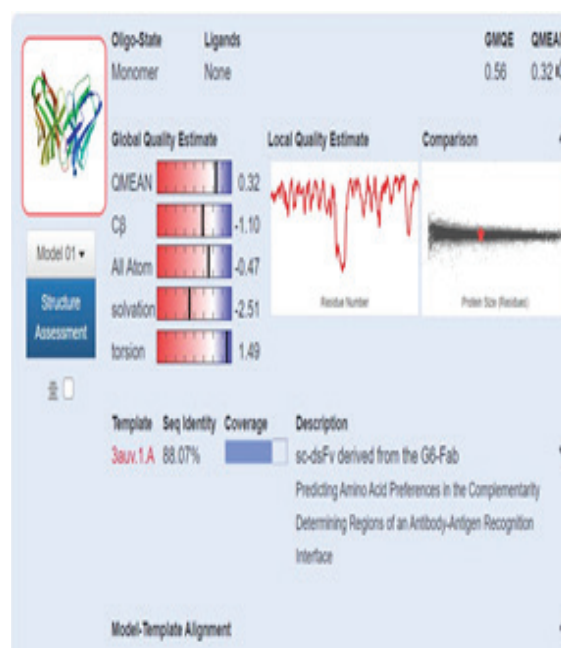 Oligo-State Ligands GMQE QMEAN
Monomer None 0.56 0.32
Global Quality Estimate Local Quality Estimate Comparison
QMEAN 0.32
Cβ -1.10
All Atom -0.47
solvation -2.51
torsion 1.49
Residue Number Protein Size (Residues)
Model 01 ▾
Structure
Assessment
Template Seq Identity Coverage Description
3auv.1.A 88.07% sc-dsFv derived from the G6-Fab
Predicting Amino Acid Preferences in the Complementarity
Determining Regions of an Antibody-Antigen Recognition
Interface
Model-Template Alignment